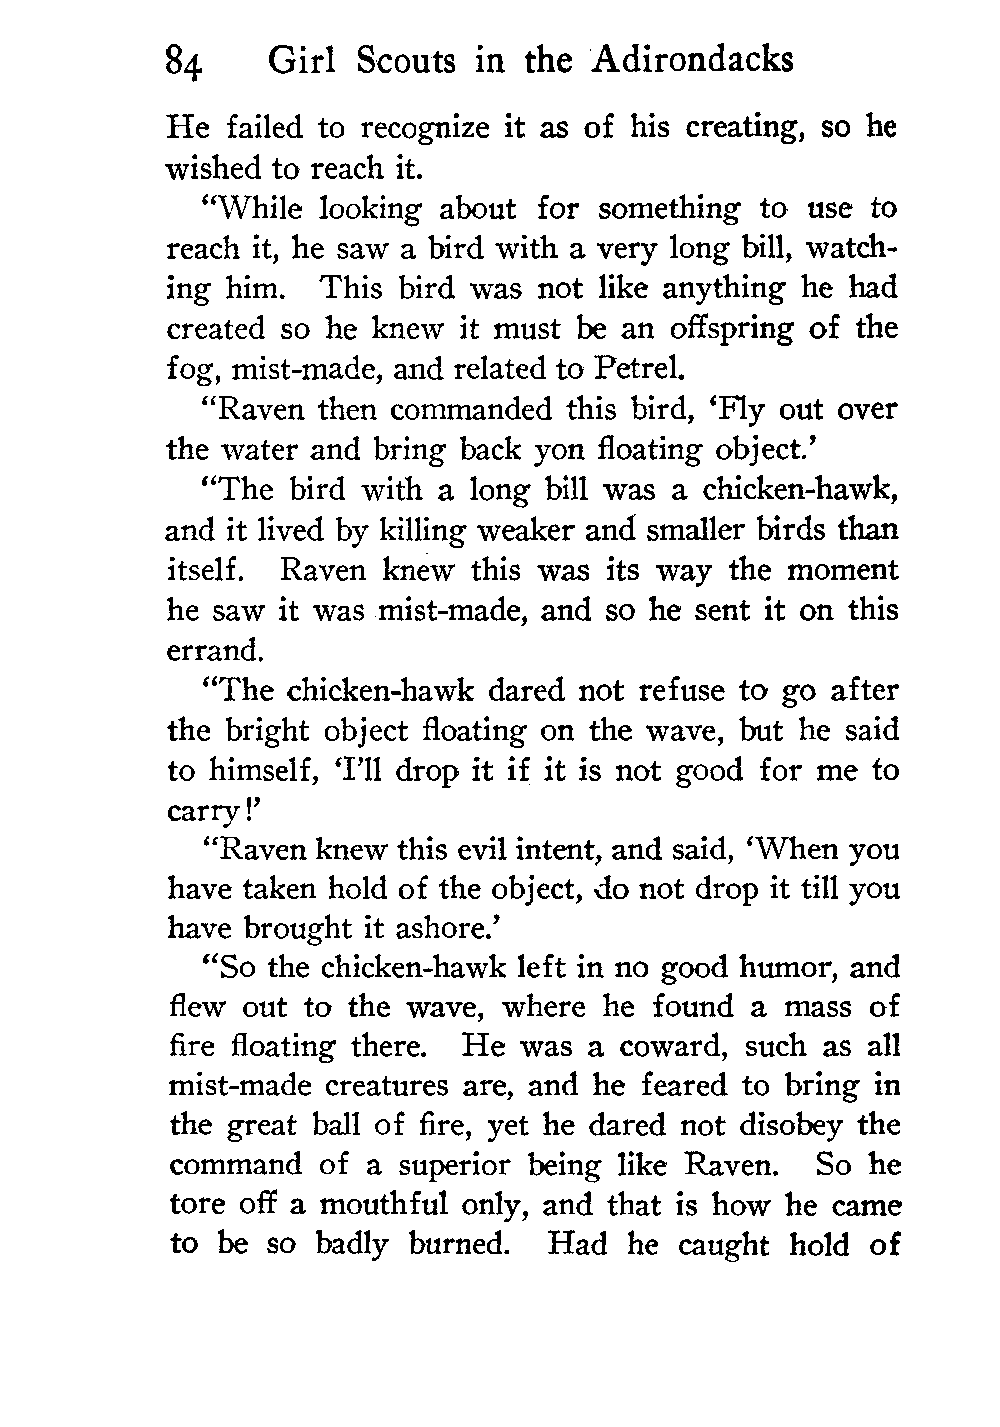 84 Girl Scouts in the Adirondacks
He failed to recognize it as of his creating, so he
wished to reach it.
“While looking about for something to use to
reach it, he saw a bird with a very long bill, watch-
ing him. This bird was not like anything he had
created so he knew it must be an offspring of the
fog, mist-made, and related to Petrel.
“Raven then commanded this bird, ‘Fly out over
the water and bring back yon floating object.’
“The bird with a long bill was a chicken-hawk,
and it lived by killing weaker and smaller birds than
itself. Raven knew this was its way the moment
he saw it was mist-made, and so he sent it on this
errand.
“The chicken-hawk dared not refuse to go after
the bright object floating on the wave, but he said
to himself, ‘I’ll drop it if it is not good for me to
carry!’
“Raven knew this evil intent, and said, ‘When you
have taken hold of the object, do not drop it till you
have brought it ashore.’
“So the chicken-hawk left in no good humor, and
flew out to the wave, where he found a mass of
fire floating there. He was a coward, such as all
mist-made creatures are, and he feared to bring in
the great ball of fire, yet he dared not disobey the
command of a superior being like Raven. So he
tore off a mouthful only, and that is how he came
to be so badly burned. Had he caught hold of